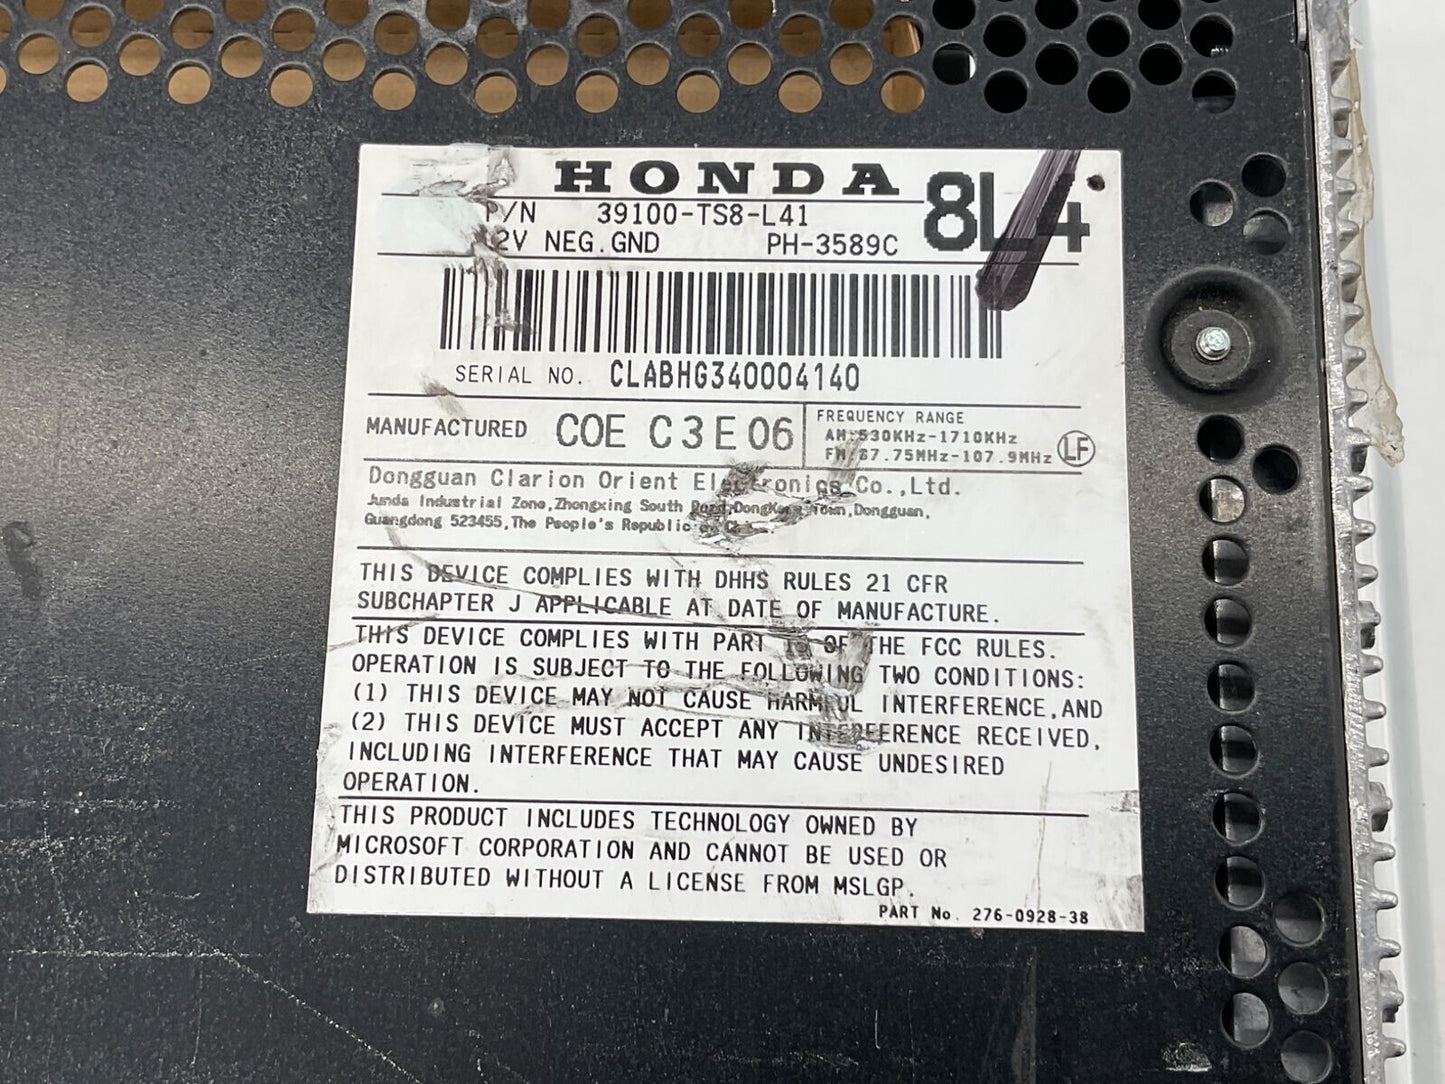 HONDA
8L4
P/N 39100-TS8-L41
12V NEG.GND PH-3589C
SERIAL NO. CLABHG340004140
MANUFACTURED COE C3E06
FREQUENCY RANGE
AM:530KHz-1710KHz
FM:87.75MHz-107.9MHz
LF
Dongguan Clarion Orient Electronics Co.,Ltd.
Junda Industrial Zone,Zhongxing South Road, Town,Dongguan,
Guangdong 523455,The People's Republic of
THIS DEVICE COMPLIES WITH DHHS RULES 21 CFR
SUBCHAPTER J APPLICABLE AT DATE OF MANUFACTURE.
THIS DEVICE COMPLIES WITH PART 15 OF THE FCC RULES.
OPERATION IS SUBJECT TO THE FOLLOWING TWO CONDITIONS:
(1) THIS DEVICE MAY NOT CAUSE HARMFUL INTERFERENCE,AND
(2) THIS DEVICE MUST ACCEPT ANY INTERFERENCE RECEIVED,
INCLUDING INTERFERENCE THAT MAY CAUSE UNDESIRED
OPERATION.
THIS PRODUCT INCLUDES TECHNOLOGY OWNED BY
MICROSOFT CORPORATION AND CANNOT BE USED OR
DISTRIBUTED WITHOUT A LICENSE FROM MSLGP.
PART No. 276-0928-38